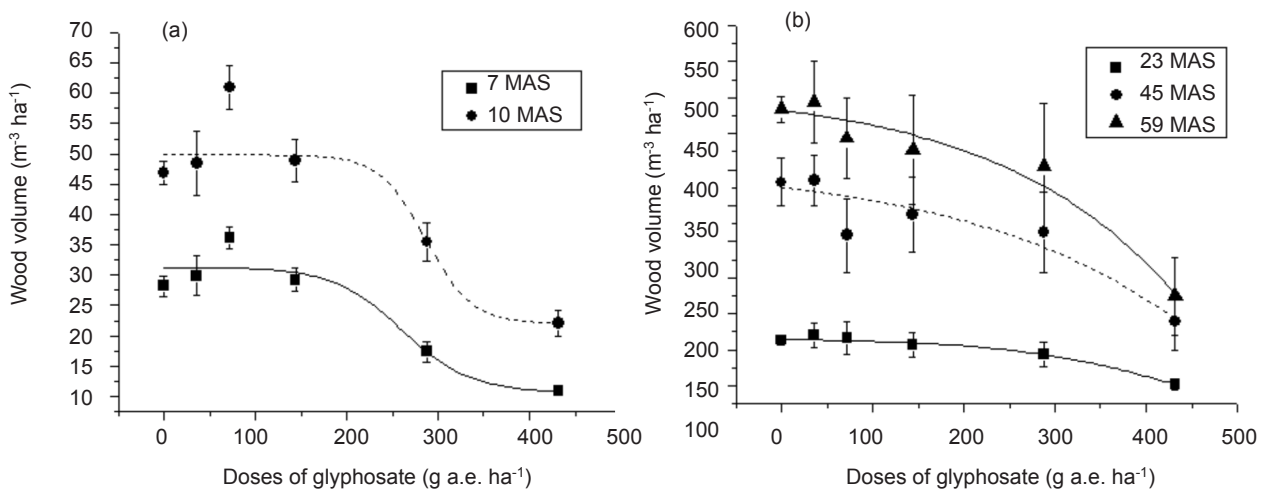 (a)
70
65
60
55
50
45
40
35
30
25
20
15
10
Wood volume (m⁻³ ha⁻¹)
7 MAS
10 MAS
0 100 200 300 400 500
Doses of glyphosate (g a.e. ha⁻¹)
(b)
600
550
500
450
400
350
300
250
200
150
100
Wood volume (m⁻³ ha⁻¹)
23 MAS
45 MAS
59 MAS
0 100 200 300 400 500
Doses of glyphosate (g a.e. ha⁻¹)